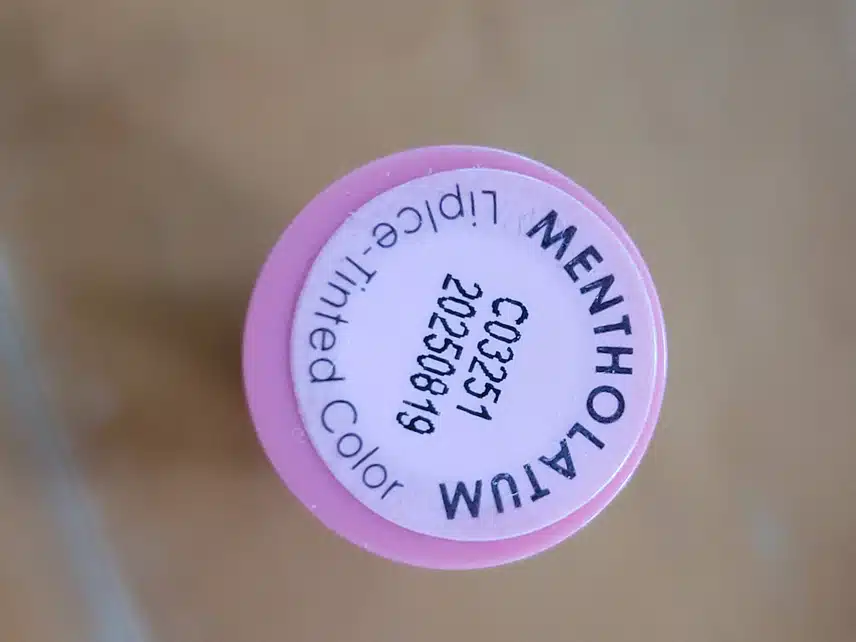 MENTHOLATUM
LipIce-Tinted Color
C03251
20250819